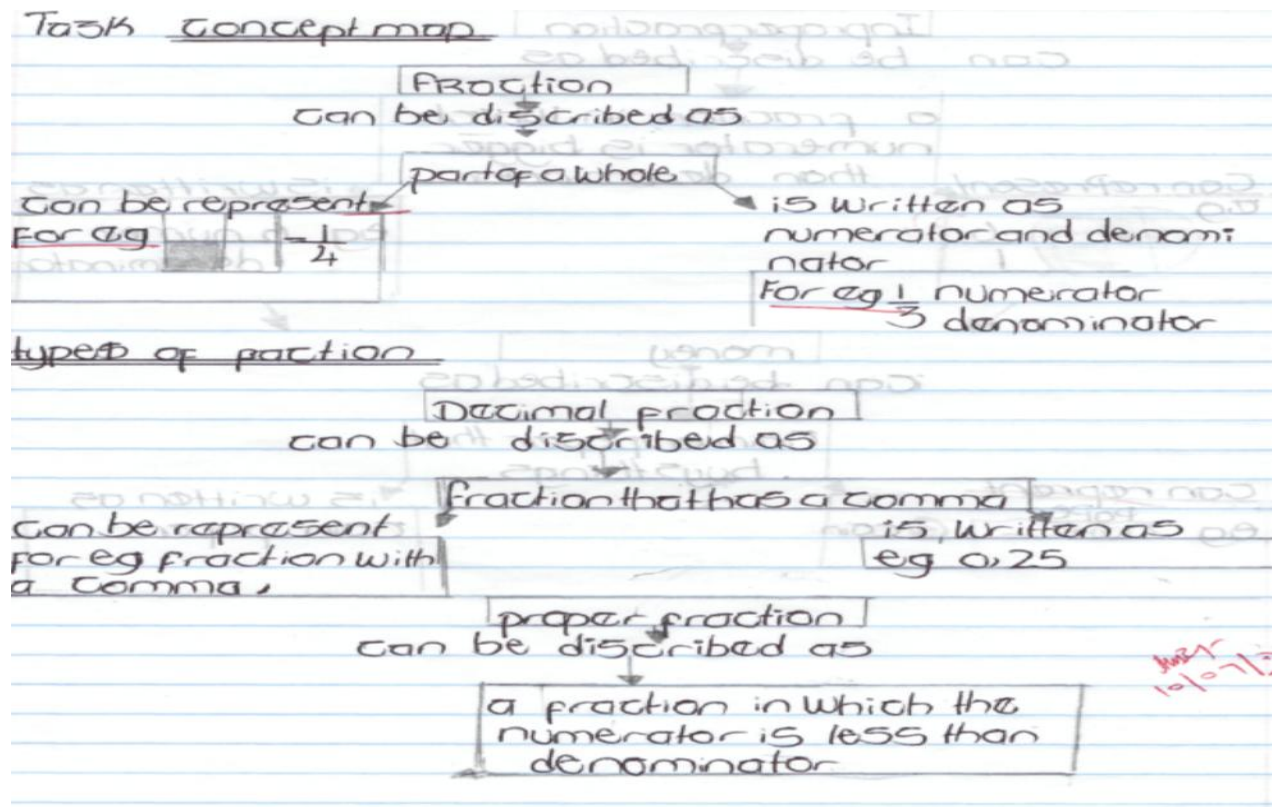 Task concept map
FRaction
can be discribed as
part of a whole
can be represent
For eg = 1/4
is written as
numerator and denomi
nator
For eg 1/3 numerator
denominator
types of faction
Decimal fraction
can be discribed as
fraction that has a comma
can be represent
For eg fraction with
a comma,
is written as
eg 0,25
proper fraction
can be discribed as
a fraction in which the
numerator is less than
denominator